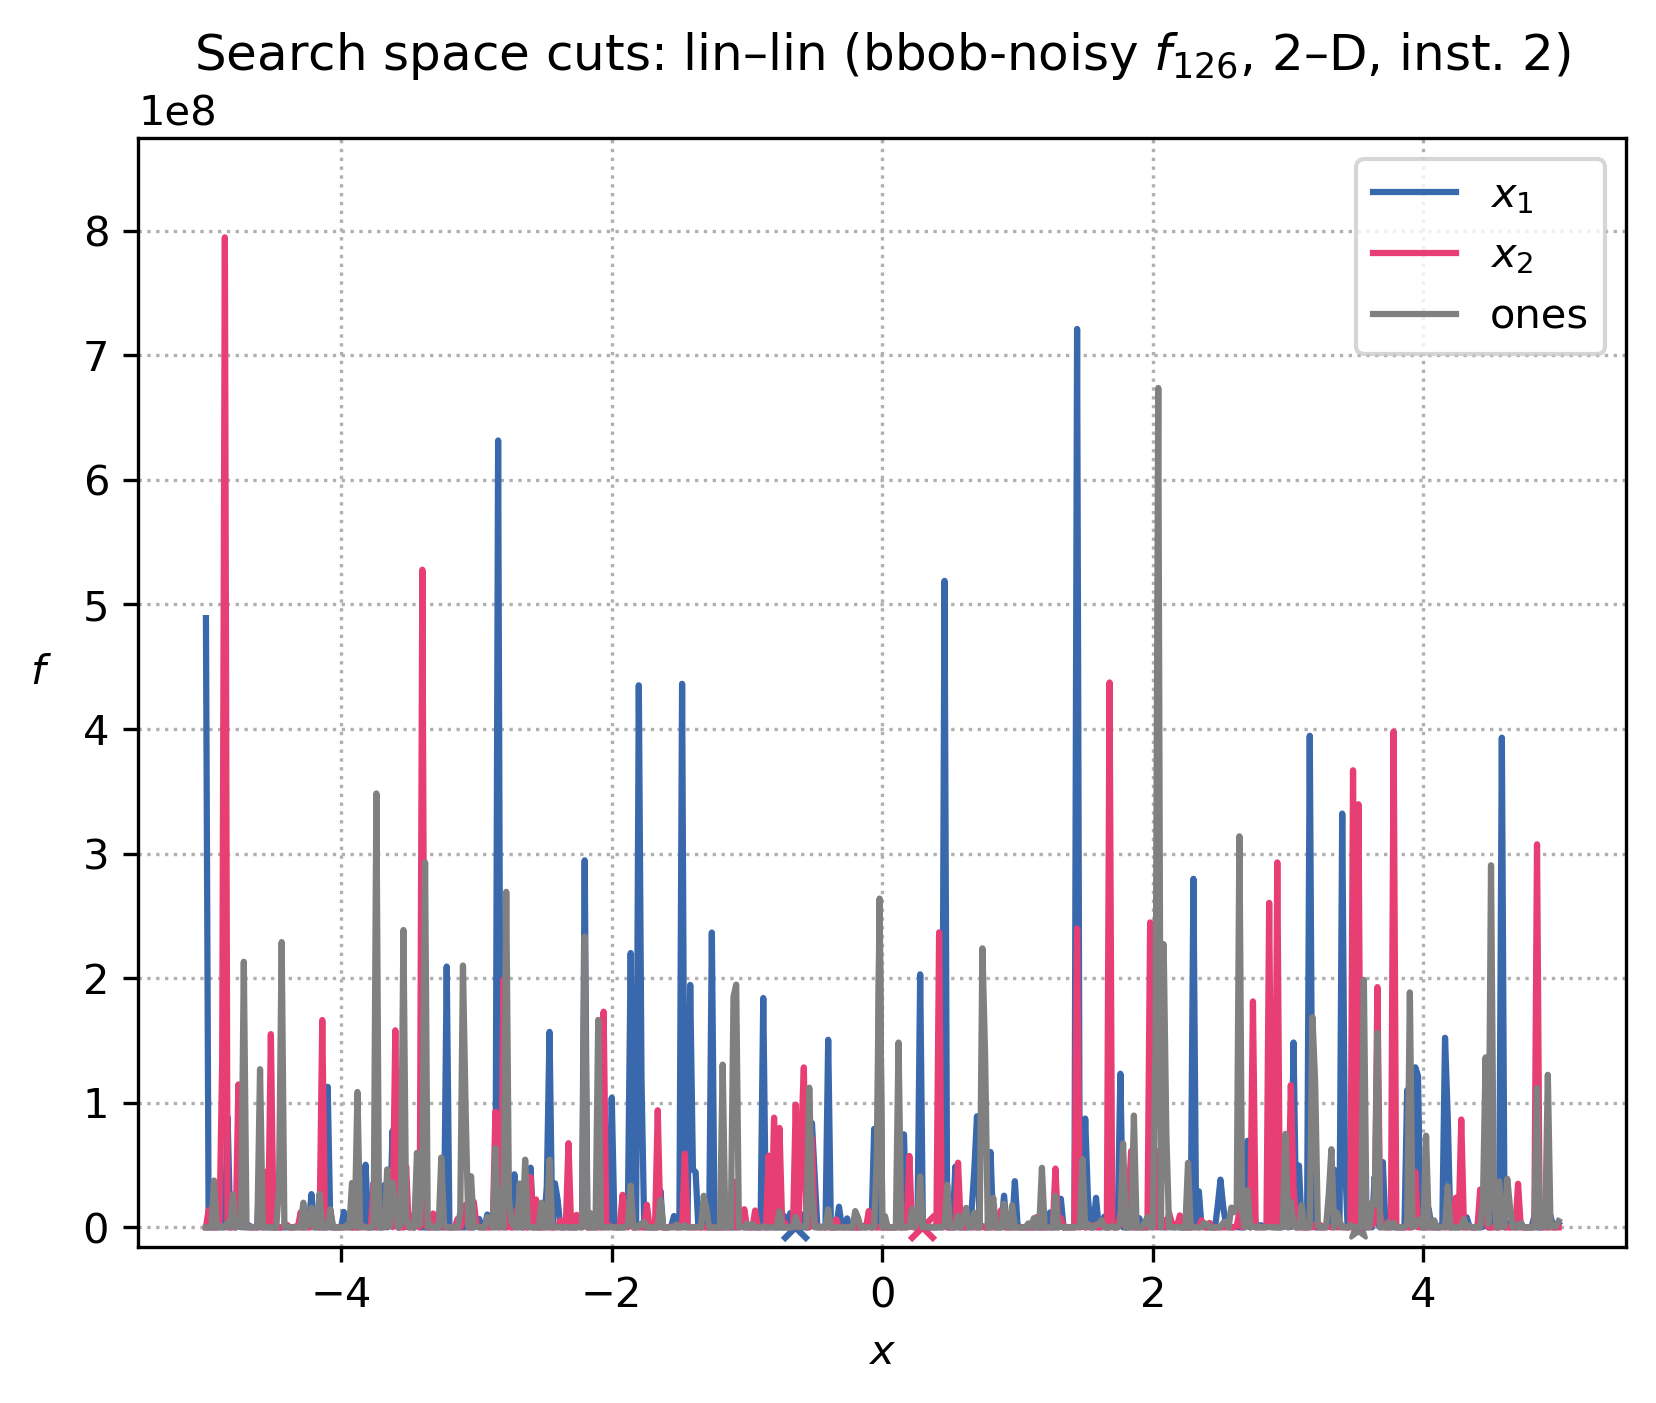 Search space cuts: lin–lin (bbob-noisy f₁₂₆, 2–D, inst. 2)
1e8
x₁
x₂
ones
8
7
6
5
4
3
2
1
0
f
−4 −2 0 2 4
x